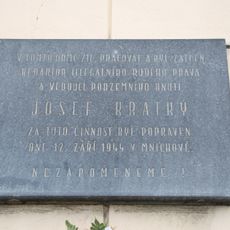 V TOMTO DOMĚ ŽIL, PRACOVAL A BYL ZATČEN
REDAKTOR ILEGÁLNÍHO RUDÉHO PRÁVA
A VEDOUCÍ PODZEMNÍHO HNUTÍ
JOSEF KRÁTKÝ
ZA TUTO ČINNOST BYL POPRAVEN
DNE 12. ZÁŘÍ 1944 V MNICHOVĚ.
NEZAPOMENEME!